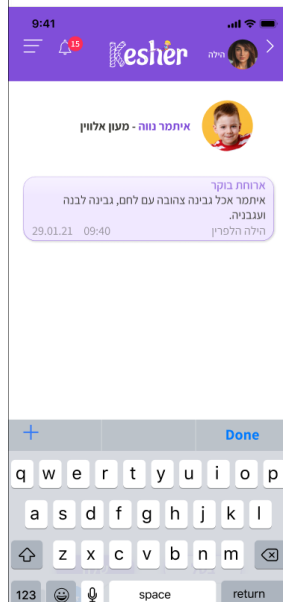 9:41
15
Kesher
הילה
איתמר נווה - מעון אלווין
ארוחת בוקר
איתמר אכל גבינה צהובה עם לחם, גבינה לבנה
ועגבניה.
הילה הלפרין
09:40 29.01.21
+ Done
q w e r t y u i o p
a s d f g h j k l
z x c v b n m
123 space return